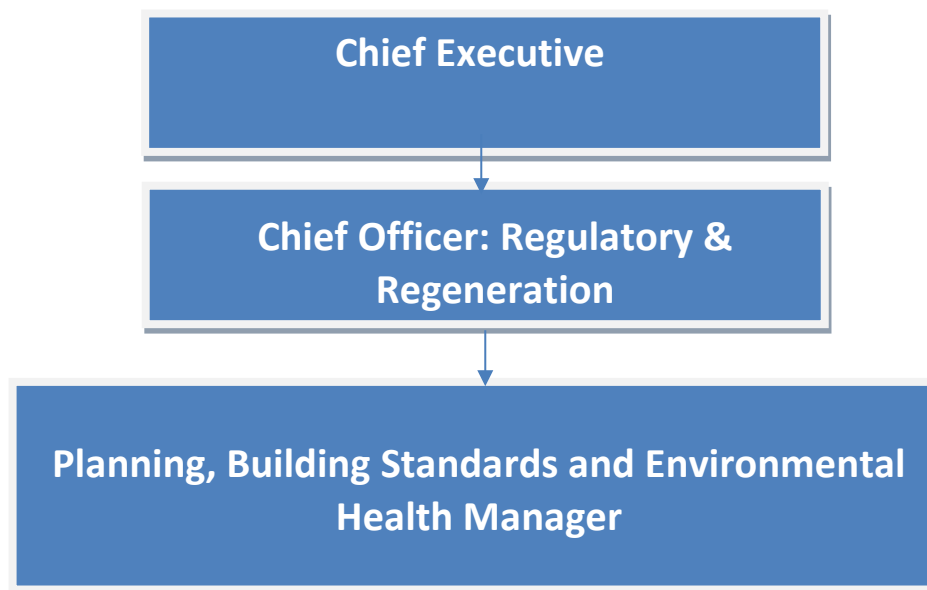 Chief Executive
Chief Officer: Regulatory &
Regeneration
Planning, Building Standards and Environmental
Health Manager